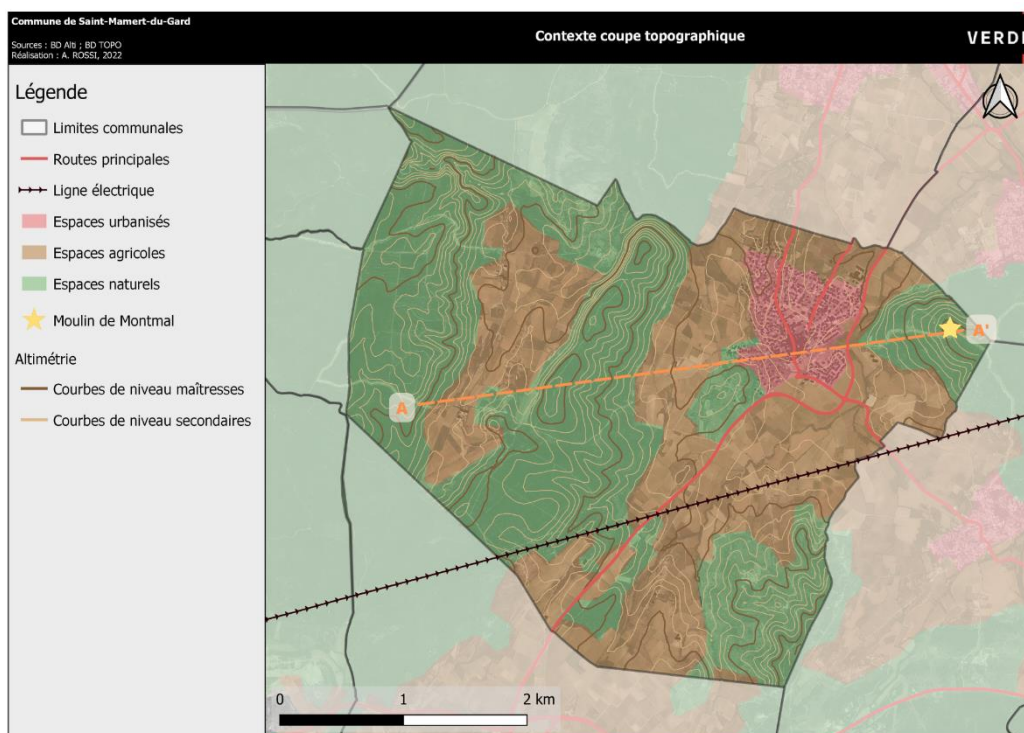 Commune de Saint-Mamert-du-Gard
Sources : BD Alti ; BD TOPO
Réalisation : A. ROSSI, 2022
Contexte coupe topographique
VERDI
Légende
Limites communales
Routes principales
Ligne électrique
Espaces urbanisés
Espaces agricoles
Espaces naturels
Moulin de Montmal
Altimétrie
Courbes de niveau maîtresses
Courbes de niveau secondaires
A
A'
0 1 2 km